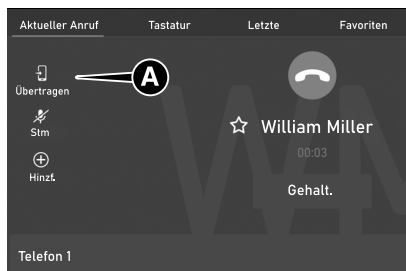 Aktueller Anruf Tastatur Letzte Favoriten
Übertragen
A
Stm
Hinzf.
William Miller
00:03
Gehalt.
Telefon 1